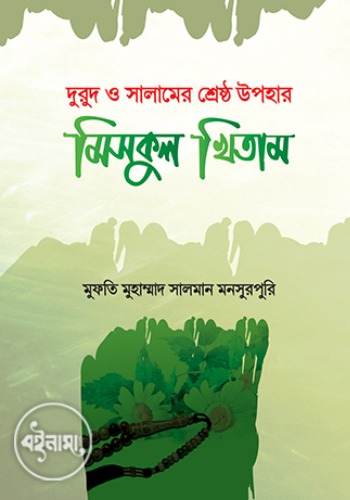 দুরুদ ও সালামের শ্রেষ্ঠ উপহার
মিসকুল খিতাম
মুফতি মুহাম্মাদ সালমান মনসুরপুরি
বইনামা